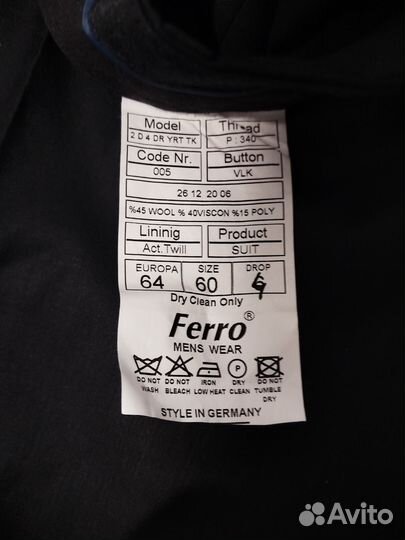 Model Thread
2 D 4 DR YRT TK P : 340
Code Nr. Button
005 VLK
26 12 20 06
%45 WOOL % 40VISCON %15 POLY
Lininig Product
Act.Twill SUIT
EUROPA SIZE DROP
64 60
Dry Clean Only
Ferro ®
MENS WEAR
P
DO NOT DO NOT IRON DRY DO NOT
WASH BLEACH LOW HEAT CLEAN TUMBLE
DRY
STYLE IN GERMANY
Avito